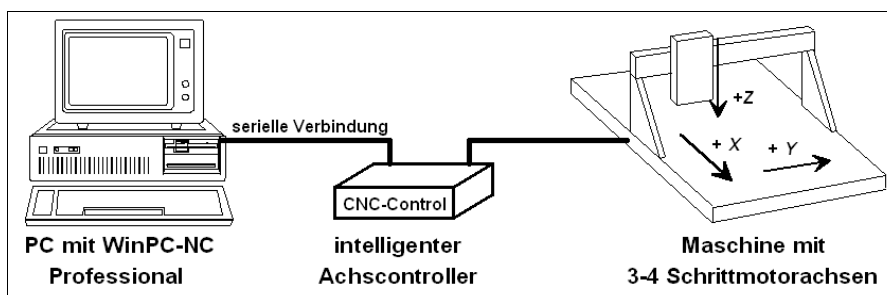 serielle Verbindung
CNC-Control
+Z
+ X
+ Y
PC mit WinPC-NC
Professional
intelligenter
Achscontroller
Maschine mit
3-4 Schrittmotorachsen